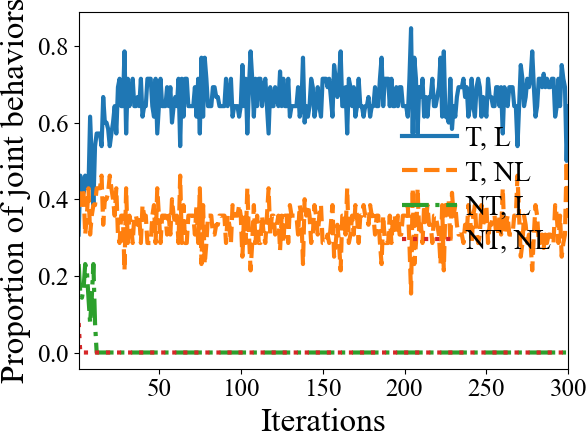 Proportion of joint behaviors
0.8
0.6
0.4
0.2
0.0
T, L
T, NL
NT, L
NT, NL
50
100
150
200
250
300
Iterations